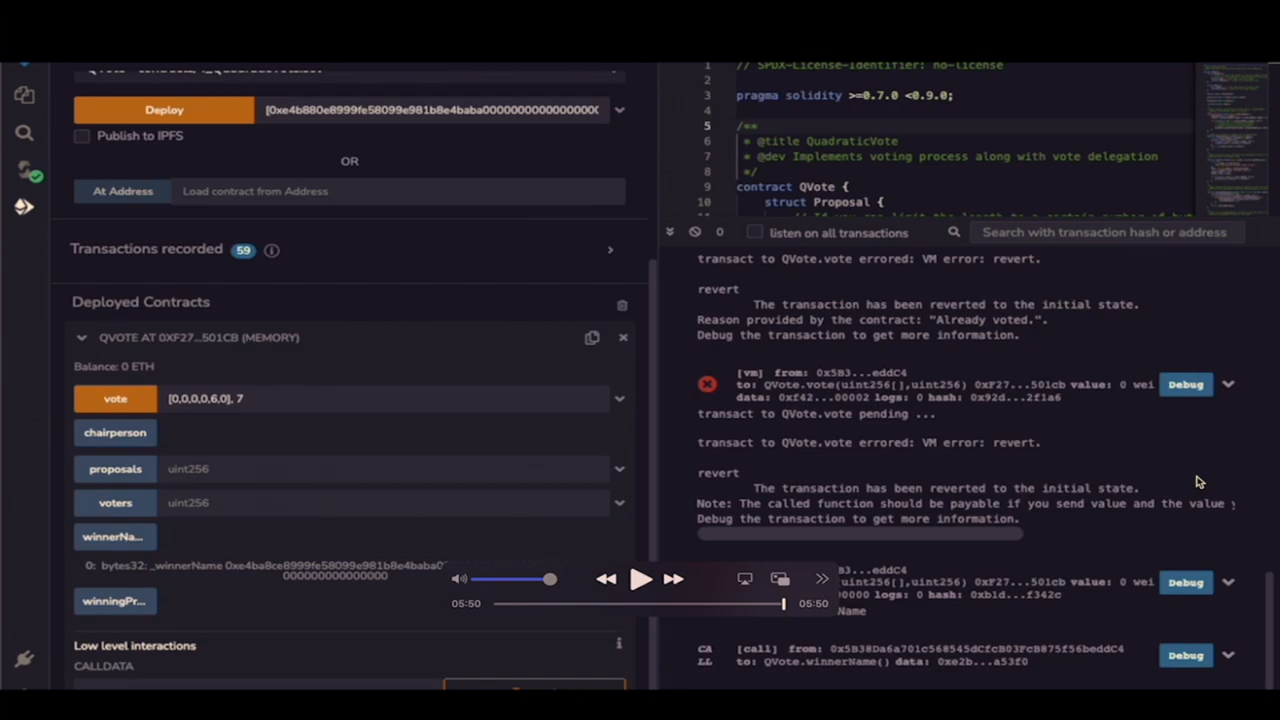 Deploy
[0xe4b880e8999fe58099e981b8e4baba0000000000000000(
Publish to IPFS
OR
At Address
Load contract from Address
Transactions recorded 59
Deployed Contracts
QVOTE AT 0XF27...501CB (MEMORY)
Balance: 0 ETH
vote
[0,0,0,0,6,0], 7
chairperson
proposals
uint256
voters
uint256
winnerNa...
0: bytes32: _winnerName 0xe4ba8ce8999fe58099e981b8e4baba0
000000000000000
winningPr...
Low level interactions
CALLDATA
05:50
05:50
1 // SPDX-License-Identifier: no-license
2
3 pragma solidity >=0.7.0 <0.9.0;
4
5 /**
6 * @title QuadraticVote
7 * @dev Implements voting process along with vote delegation
8 */
9 contract QVote {
10 struct Proposal {
0
listen on all transactions
Search with transaction hash or address
transact to QVote.vote errored: VM error: revert.
revert
The transaction has been reverted to the initial state.
Reason provided by the contract: "Already voted.".
Debug the transaction to get more information.
[vm] from: 0x5B3...eddC4
to: QVote.vote(uint256[],uint256) 0xF27...501cb value: 0 wei
data: 0xf42...00002 logs: 0 hash: 0x92d...2f1a6
Debug
transact to QVote.vote pending ...
transact to QVote.vote errored: VM error: revert.
revert
The transaction has been reverted to the initial state.
Note: The called function should be payable if you send value and the value
Debug the transaction to get more information.
8...eddC4
uint256[],uint256) 0xF27...501cb value: 0 wei
00000 logs: 0 hash: 0xb1d...f342c
Debug
Name
CALL
[call] from: 0x5B38Da6a701c568545dCfcB03FcB875f56beddC4
to: QVote.winnerName() data: 0xe2b...a53f0
Debug